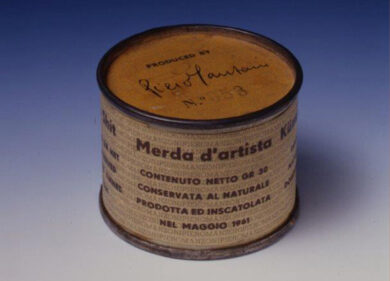 PRODUCED BY
Piero Manzoni
N.º 053
Merda d'artista
CONTENUTO NETTO GR 30
CONSERVATA AL NATURALE
PRODOTTA ED INSCATOLATA
NEL MAGGIO 1961